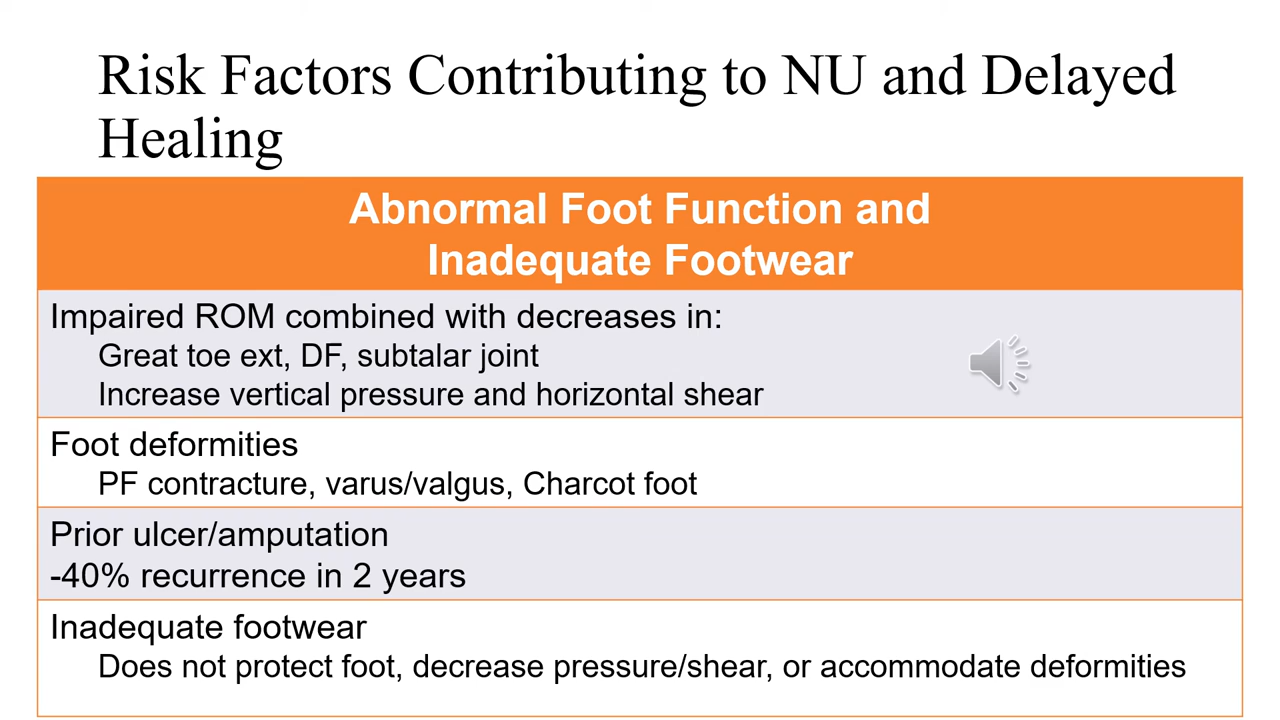 Risk Factors Contributing to NU and Delayed
Healing
Abnormal Foot Function and
Inadequate Footwear
Impaired ROM combined with decreases in:
Great toe ext, DF, subtalar joint
Increase vertical pressure and horizontal shear
Foot deformities
PF contracture, varus/valgus, Charcot foot
Prior ulcer/amputation
-40% recurrence in 2 years
Inadequate footwear
Does not protect foot, decrease pressure/shear, or accommodate deformities